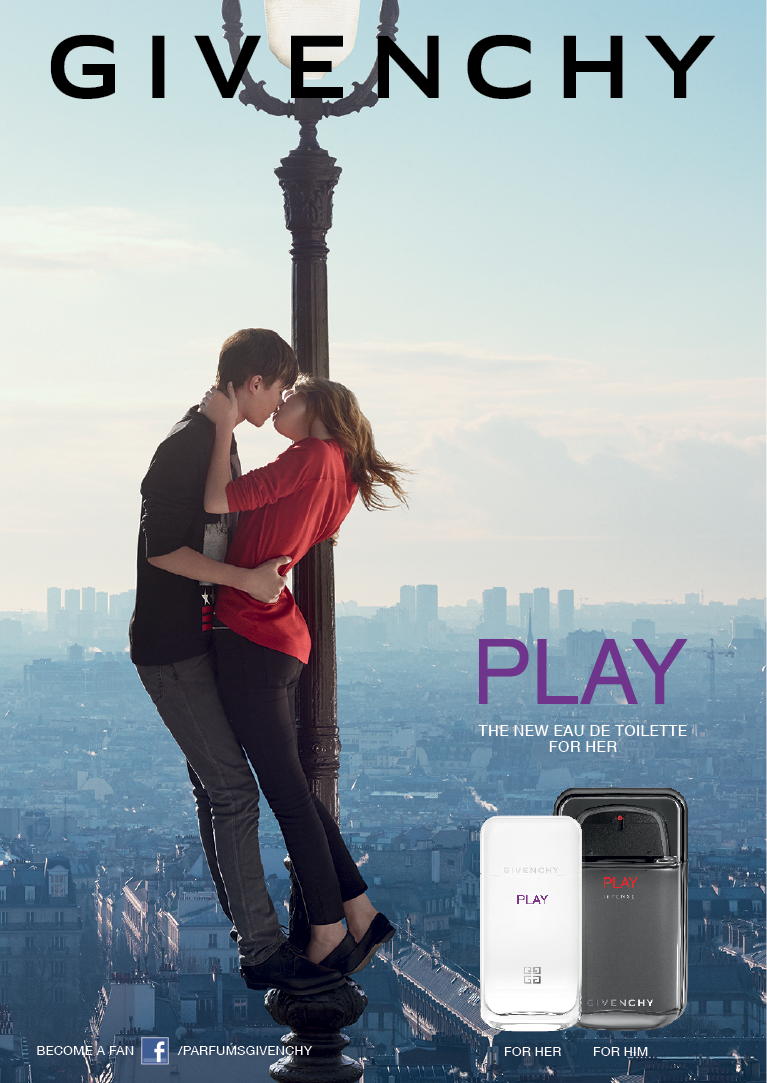 GIVENCHY
PLAY
THE NEW EAU DE TOILETTE
FOR HER
GIVENCHY
PLAY
PLAY
INTENSE
GIVENCHY
BECOME A FAN f /PARFUMSGIVENCHY
FOR HER FOR HIM